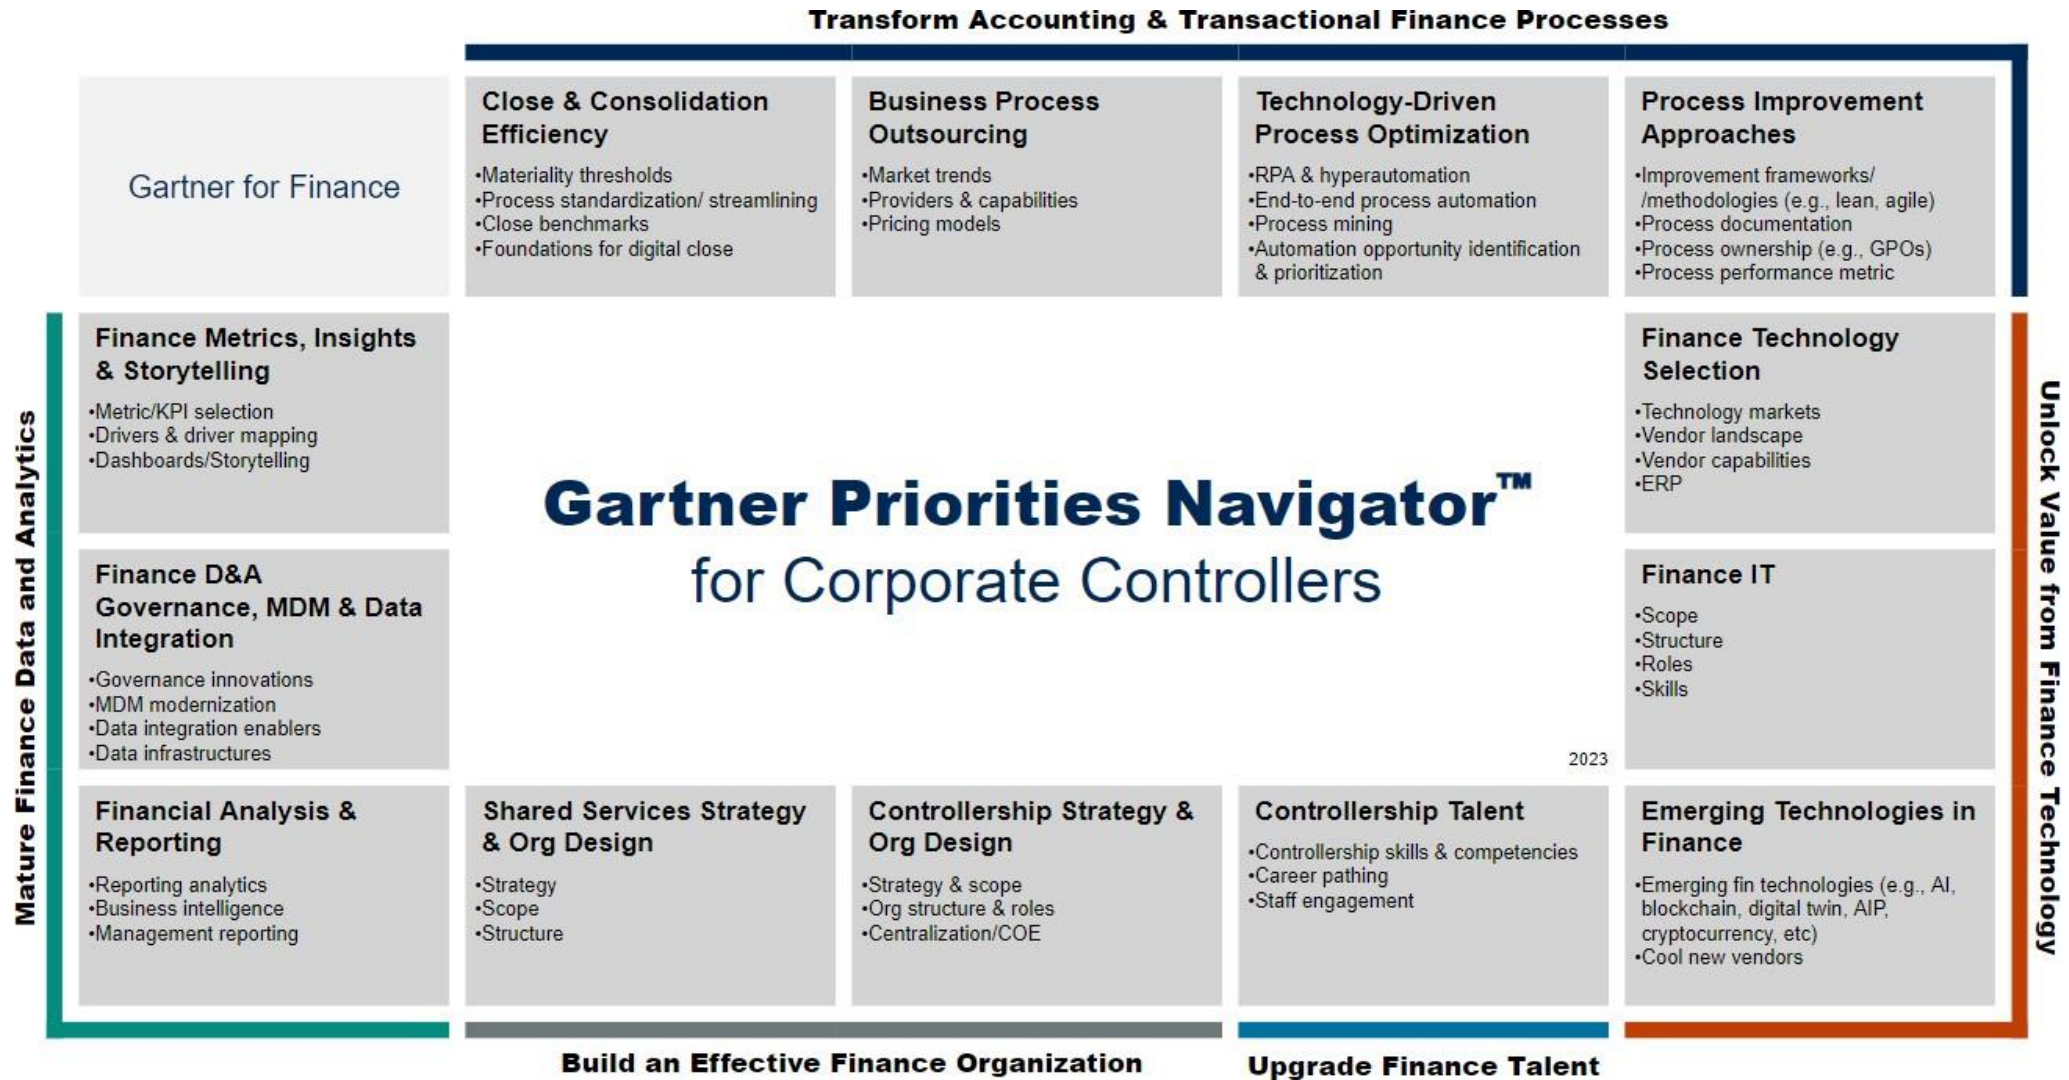 Transform Accounting & Transactional Finance Processes
Gartner for Finance
Close & Consolidation
Efficiency
•Materiality thresholds
•Process standardization/ streamlining
•Close benchmarks
•Foundations for digital close
Business Process
Outsourcing
•Market trends
•Providers & capabilities
•Pricing models
Technology-Driven
Process Optimization
•RPA & hyperautomation
•End-to-end process automation
•Process mining
•Automation opportunity identification
& prioritization
Process Improvement
Approaches
•Improvement frameworks/
/methodologies (e.g., lean, agile)
•Process documentation
•Process ownership (e.g., GPOs)
•Process performance metric
Mature Finance Data and Analytics
Finance Metrics, Insights
& Storytelling
•Metric/KPI selection
•Drivers & driver mapping
•Dashboards/Storytelling
Finance D&A
Governance, MDM & Data
Integration
•Governance innovations
•MDM modernization
•Data integration enablers
•Data infrastructures
Gartner Priorities Navigator™
for Corporate Controllers
2023
Finance Technology
Selection
•Technology markets
•Vendor landscape
•Vendor capabilities
•ERP
Finance IT
•Scope
•Structure
•Roles
•Skills
Unlock Value from Finance Technology
Financial Analysis &
Reporting
•Reporting analytics
•Business intelligence
•Management reporting
Shared Services Strategy
& Org Design
•Strategy
•Scope
•Structure
Controllership Strategy &
Org Design
•Strategy & scope
•Org structure & roles
•Centralization/COE
Controllership Talent
•Controllership skills & competencies
•Career pathing
•Staff engagement
Emerging Technologies in
Finance
•Emerging fin technologies (e.g., AI,
blockchain, digital twin, AIP,
cryptocurrency, etc)
•Cool new vendors
Build an Effective Finance Organization
Upgrade Finance Talent